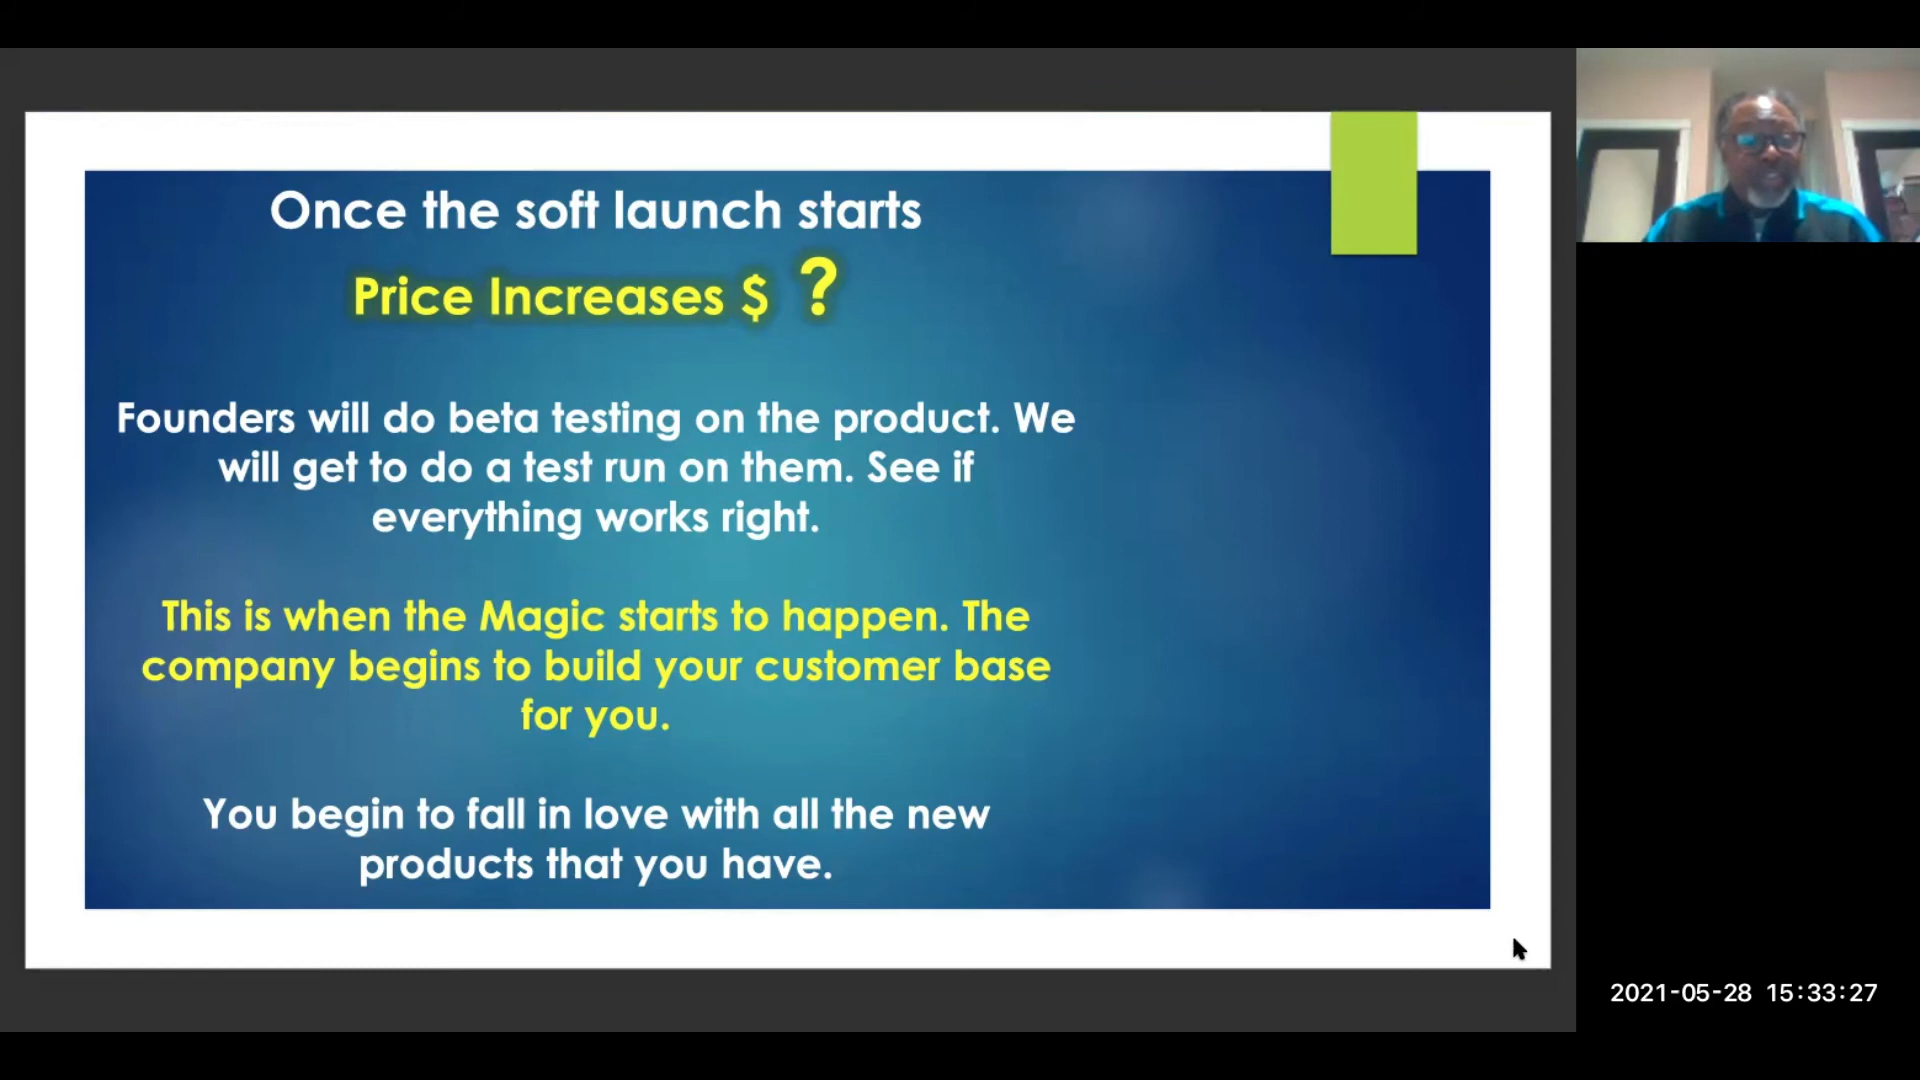 Once the soft launch starts
Price Increases $ ?
Founders will do beta testing on the product. We
will get to do a test run on them. See if
everything works right.
This is when the Magic starts to happen. The
company begins to build your customer base
for you.
You begin to fall in love with all the new
products that you have.
2021-05-28 15:33:27